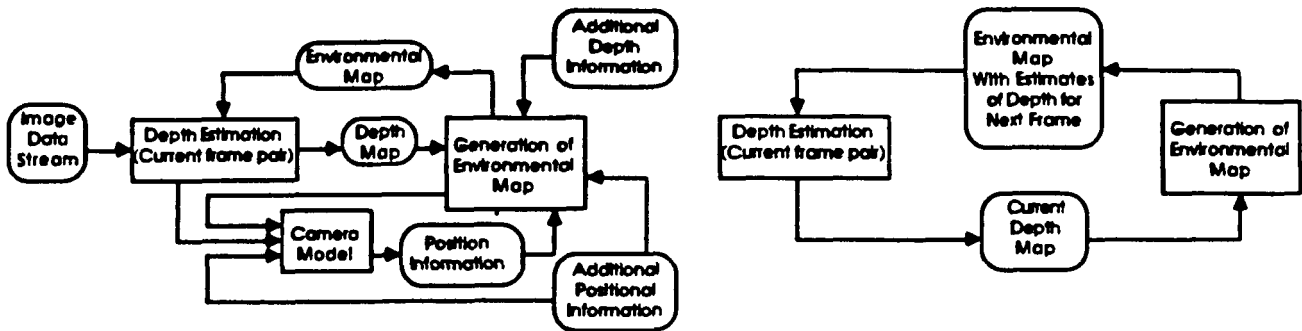 Image
Data
Stream
Depth Estimation
(Current frame pair)
Environmental
Map
Depth
Map
Additional
Depth
Information
Generation of
Environmental
Map
Camera
Model
Position
Information
Additional
Positional
Information
Depth Estimation
(Current frame pair)
Environmental
Map
With Estimates
of Depth for
Next Frame
Generation of
Environmental
Map
Current
Depth
Map